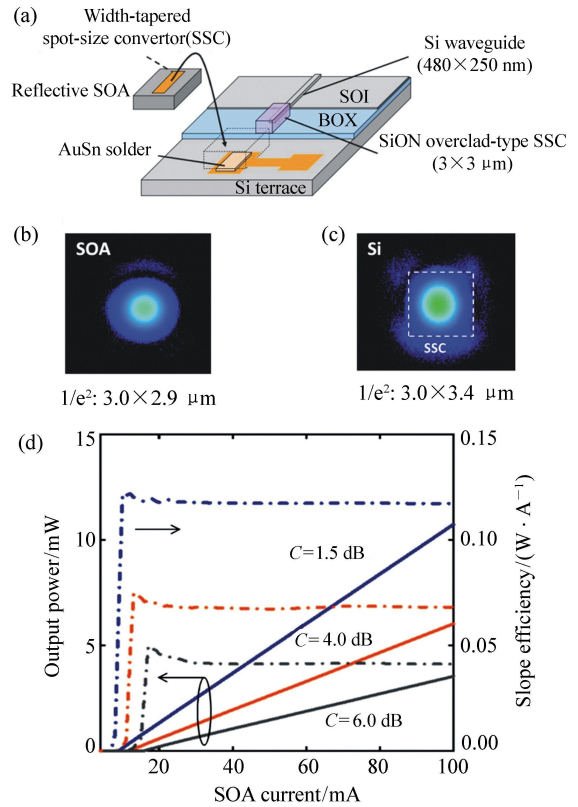 (a)
Width-tapered
spot-size convertor(SSC)
Reflective SOA
Si waveguide
(480×250 nm)
SOI
BOX
AuSn solder
SiON overclad-type SSC
(3×3 μm)
Si terrace
(b)
SOA
1/e²: 3.0×2.9 μm
(c)
Si
SSC
1/e²: 3.0×3.4 μm
(d)
15
10
5
0
Output power/mW
0.15
0.10
0.05
0.00
Slope efficiency/(W·A⁻¹)
C=1.5 dB
C=4.0 dB
C=6.0 dB
20 40 60 80 100
SOA current/mA